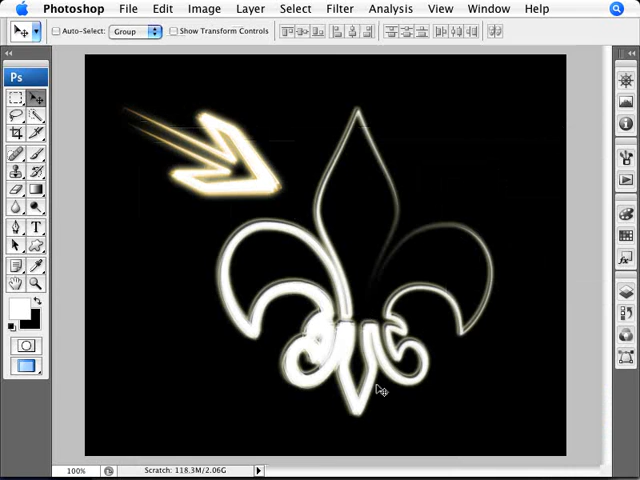 Photoshop File Edit Image Layer Select Filter Analysis View Window Help
Auto-Select: Group Show Transform Controls
Ps
T
100% Scratch: 118.3M/2.06G